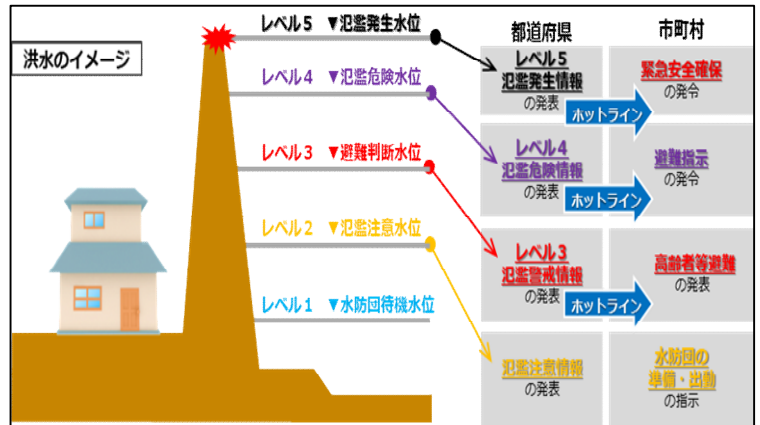 洪水のイメージ
レベル5 ▼氾濫発生水位
レベル4 ▼氾濫危険水位
レベル3 ▼避難判断水位
レベル2 ▼氾濫注意水位
レベル1 ▼水防団待機水位
都道府県
市町村
レベル5
氾濫発生情報
の発表
ホットライン
緊急安全確保
の発令
レベル4
氾濫危険情報
の発表
ホットライン
避難指示
の発令
レベル3
氾濫警戒情報
の発表
ホットライン
高齢者等避難
の発表
氾濫注意情報
の発表
水防団の
準備・出動
の指示